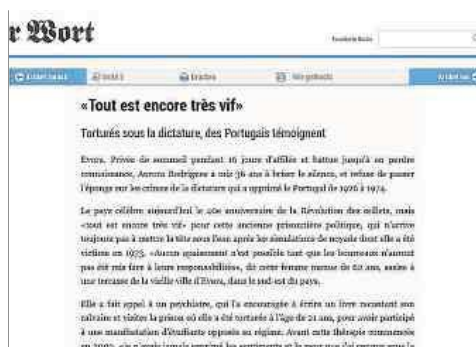 r Wort
«Tout est encore très vif»
Torturés sous la dictature, des Portugais témoignent
Evora. Privée de sommeil pendant 16 jours d'affilée et battue jusqu'à en perdre
connaissance, Aurora Rodrigues a mis 36 ans à briser le silence, et refuse de passer
l'éponge sur les crimes de la dictature qui a opprimé le Portugal de 1926 à 1974.
Le pays célèbre aujourd'hui le 40e anniversaire de la Révolution des œillets, mais
«tout est encore très vif» pour cette ancienne prisonnière politique, qui n'arrive
toujours pas à mettre la tête sous l'eau après les simulations de noyade dont elle a été
victime en 1973. «Aucun apaisement n'est possible tant que les bourreaux n'auront
pas été mis face à leurs responsabilités», dit cette femme menue de 62 ans, assise à
une terrasse de la vieille ville d'Evora, dans le sud-est du pays.
Elle a fait appel à un psychiatre, qui l'a encouragée à écrire un livre racontant son
calvaire et visiter la prison où elle a été torturée à l'âge de 21 ans, pour avoir participé
à une manifestation d'étudiants opposés au régime. Avant cette thérapie commencée